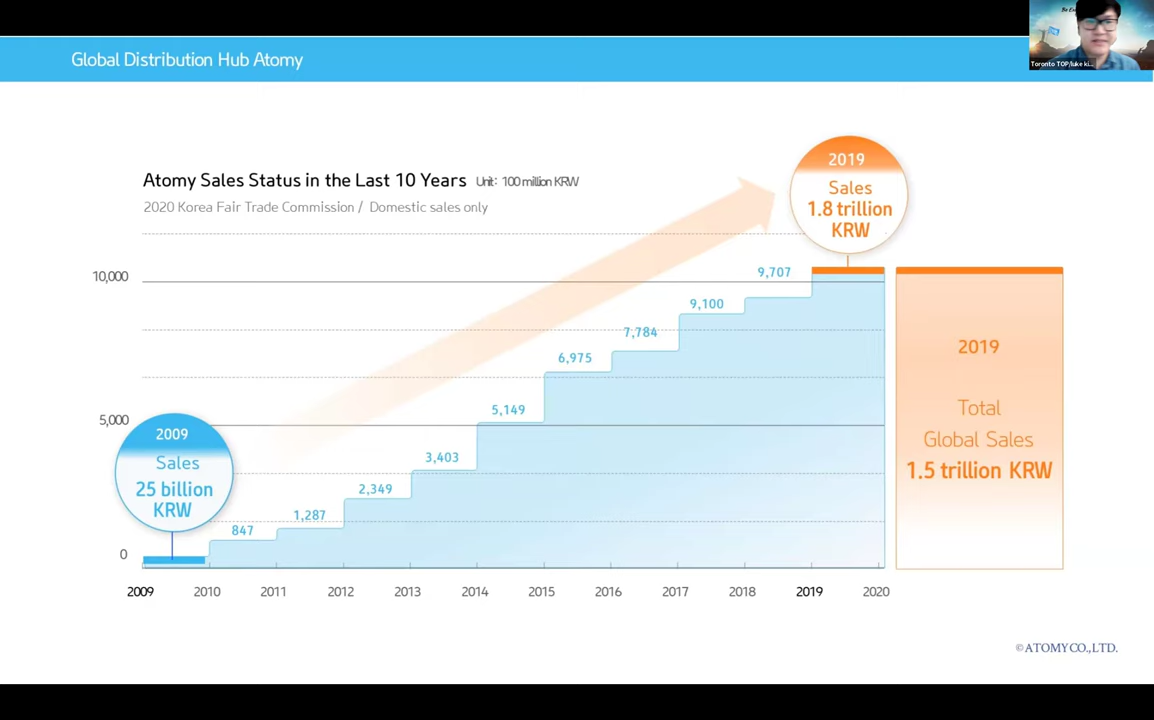 Global Distribution Hub Atomy
Toronto TOP/luke ki...
Atomy Sales Status in the Last 10 Years Unit: 100 million KRW
2020 Korea Fair Trade Commission / Domestic sales only
2019
Sales
1.8 trillion
KRW
10,000
5,000
0
2009
Sales
25 billion
KRW
847
1,287
2,349
3,403
5,149
6,975
7,784
9,100
9,707
2019
Total
Global Sales
1.5 trillion KRW
2009 2010 2011 2012 2013 2014 2015 2016 2017 2018 2019 2020
©ATOMY CO.,LTD.